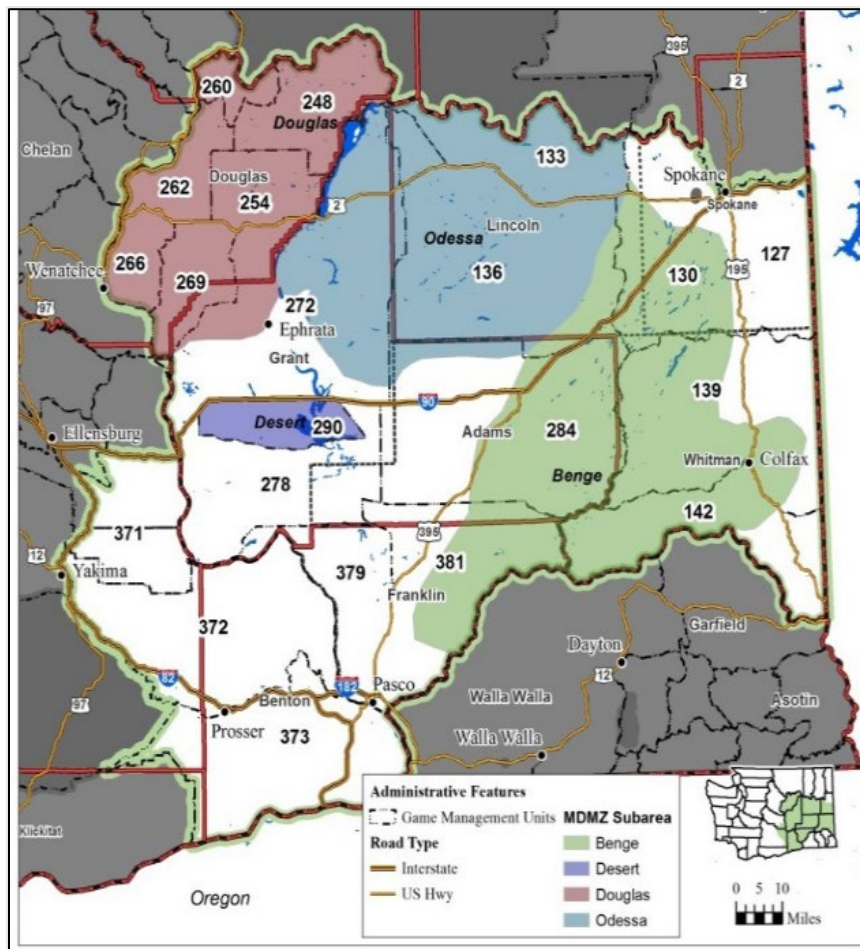 395
2
260
248
Douglas
Chelan
133
Spokane
Spokane
262
Douglas
254
2
Odessa
Lincoln
127
266
136
130
195
Wenatchee
269
97
272
Ephrata
Grant
139
90
Desert
290
Adams
284
Ellensburg
Whitman
Colfax
Benge
278
142
371
395
12
Yakima
379
381
Franklin
Garfield
372
Dayton
12
82
182
Pasco
Walla Walla
Asotin
97
Benton
Prosser
373
Walla Walla
Klickitat
Oregon
Administrative Features
Game Management Units
Road Type
Interstate
US Hwy
MDMZ Subarea
Benge
Desert
Douglas
Odessa
0 5 10
Miles